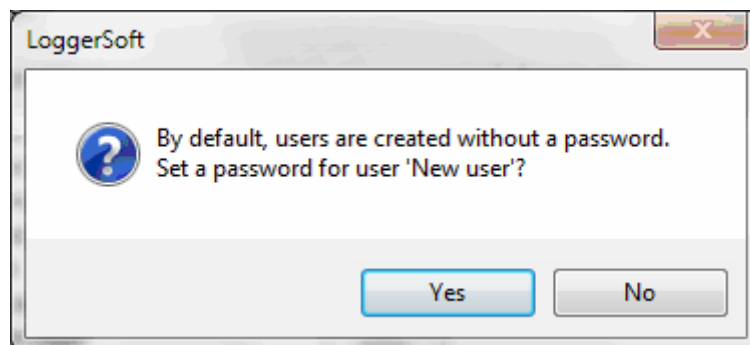 LoggerSoft
By default, users are created without a password.
Set a password for user 'New user'?
Yes
No